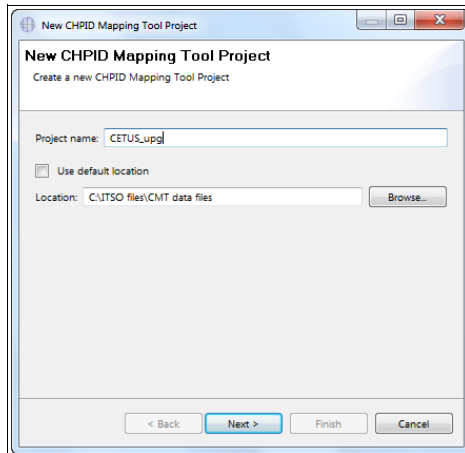 New CHPID Mapping Tool Project
New CHPID Mapping Tool Project
Create a new CHPID Mapping Tool Project
Project name: CETUS_upg
Use default location
Location: C:\ITSO files\CMT data files Browse...
< Back Next > Finish Cancel